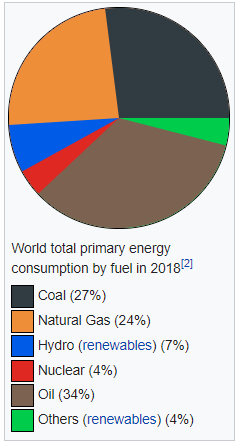 World total primary energy
consumption by fuel in 2018[2]
Coal (27%)
Natural Gas (24%)
Hydro (renewables) (7%)
Nuclear (4%)
Oil (34%)
Others (renewables) (4%)